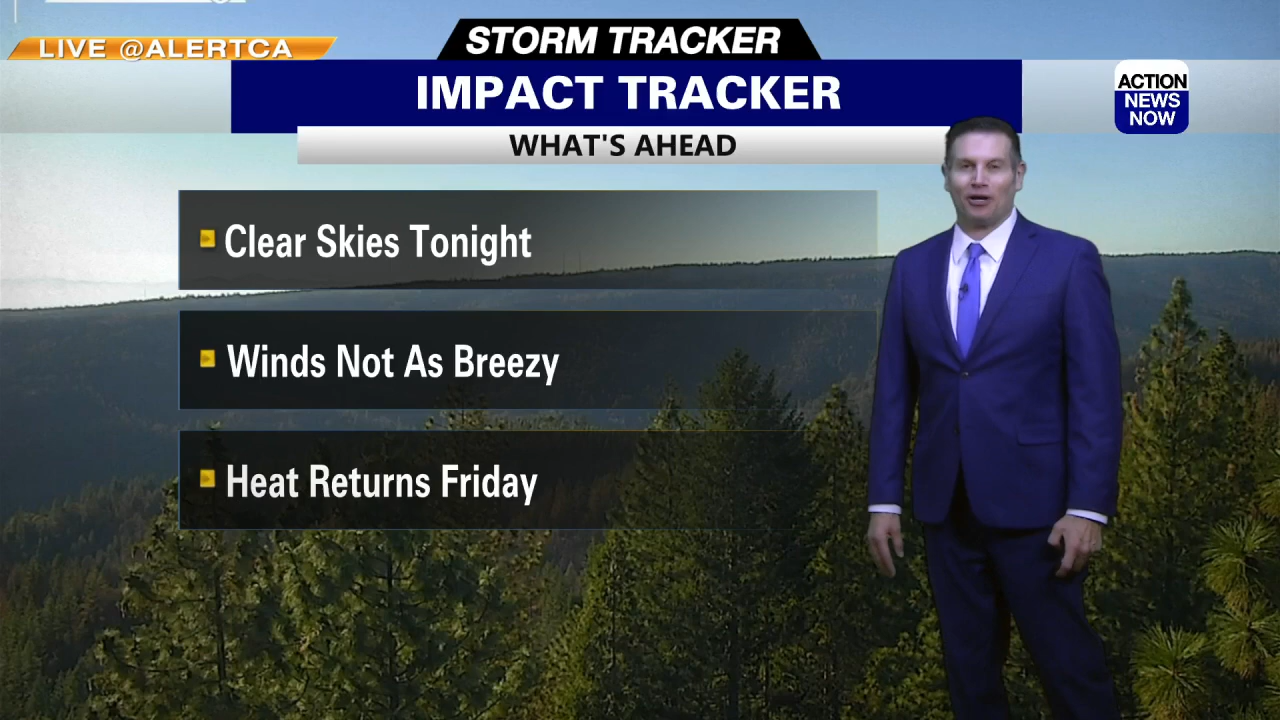 LIVE @ALERTCA
STORM TRACKER
IMPACT TRACKER
WHAT'S AHEAD
ACTION
NEWS
NOW
Clear Skies Tonight
Winds Not As Breezy
Heat Returns Friday